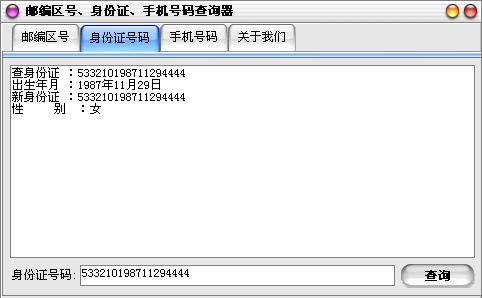 邮编区号、身份证、手机号码查询器
邮编区号 身份证号码 手机号码 关于我们
查身份证 :533210198711294444
出生年月 :1987年11月29日
新身份证 :533210198711294444
性 别 :女
身份证号码: 533210198711294444 查询